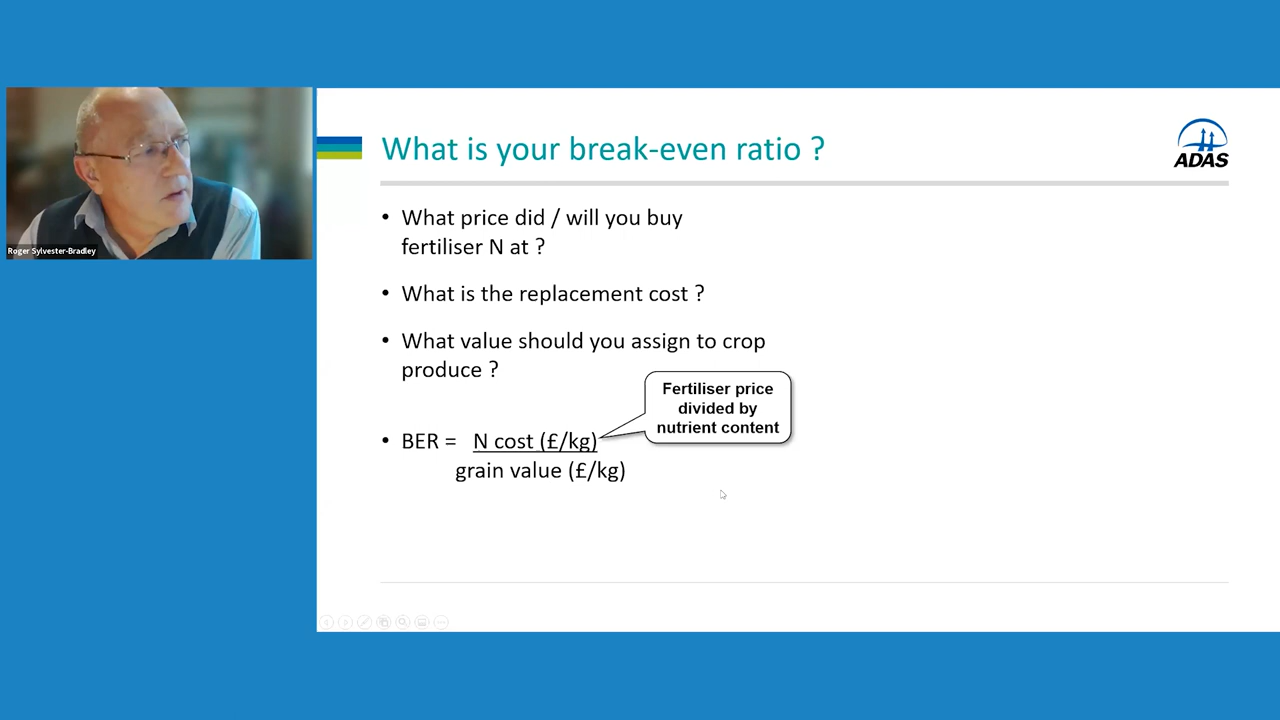 Roger Sylvester-Bradley
What is your break-even ratio ?
ADAS
• What price did / will you buy
fertiliser N at ?
• What is the replacement cost ?
• What value should you assign to crop
produce ?
Fertiliser price
divided by
nutrient content
• BER = N cost (£/kg)
grain value (£/kg)